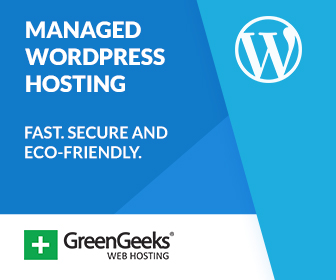 MANAGED
WORDPRESS
HOSTING
FAST. SECURE AND
ECO-FRIENDLY.
GreenGeeks®
WEB HOSTING